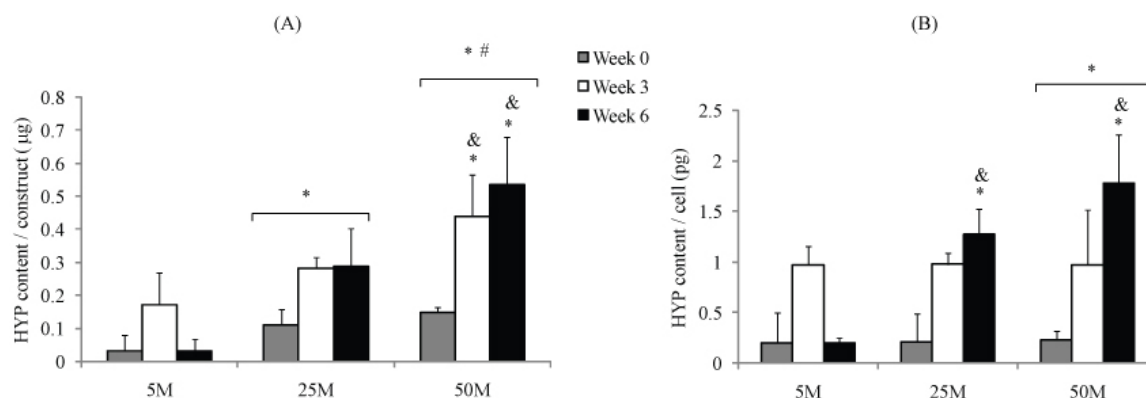 (A)
* #
&
*
&
*
*
HYP content / construct ( µg)
0.8
0.7
0.6
0.5
0.4
0.3
0.2
0.1
0
5M
25M
50M
Week 0
Week 3
Week 6
(B)
*
&
*
&
*
HYP content / cell (pg)
2.5
2
1.5
1
0.5
0
5M
25M
50M